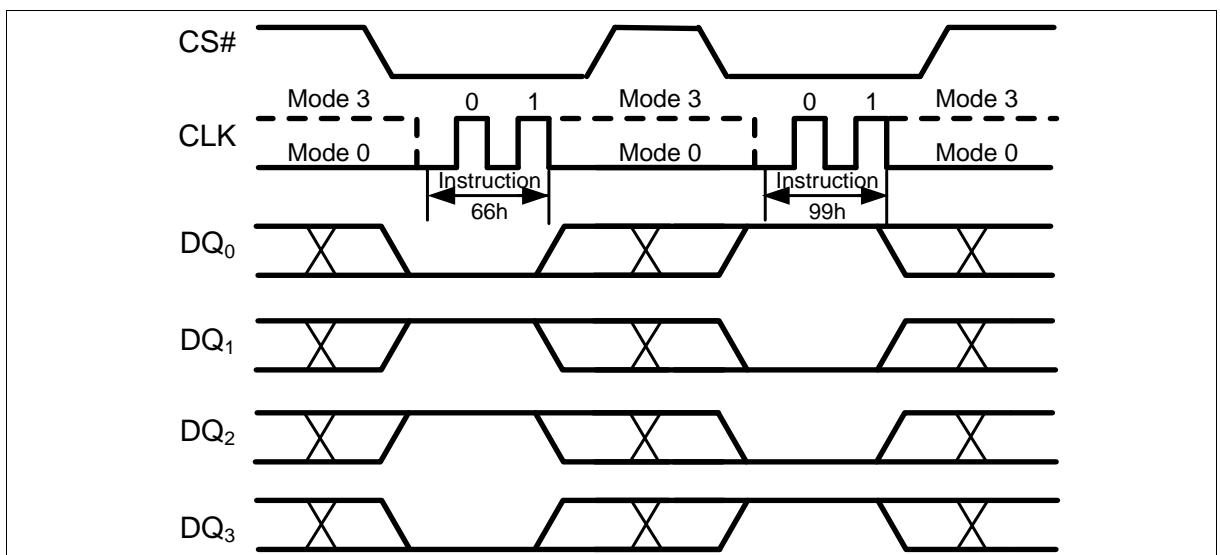 CS#
Mode 3 0 1 Mode 3 0 1 Mode 3
CLK
Mode 0 Mode 0 Mode 0
Instruction Instruction
66h 99h
DQ₀
DQ₁
DQ₂
DQ₃